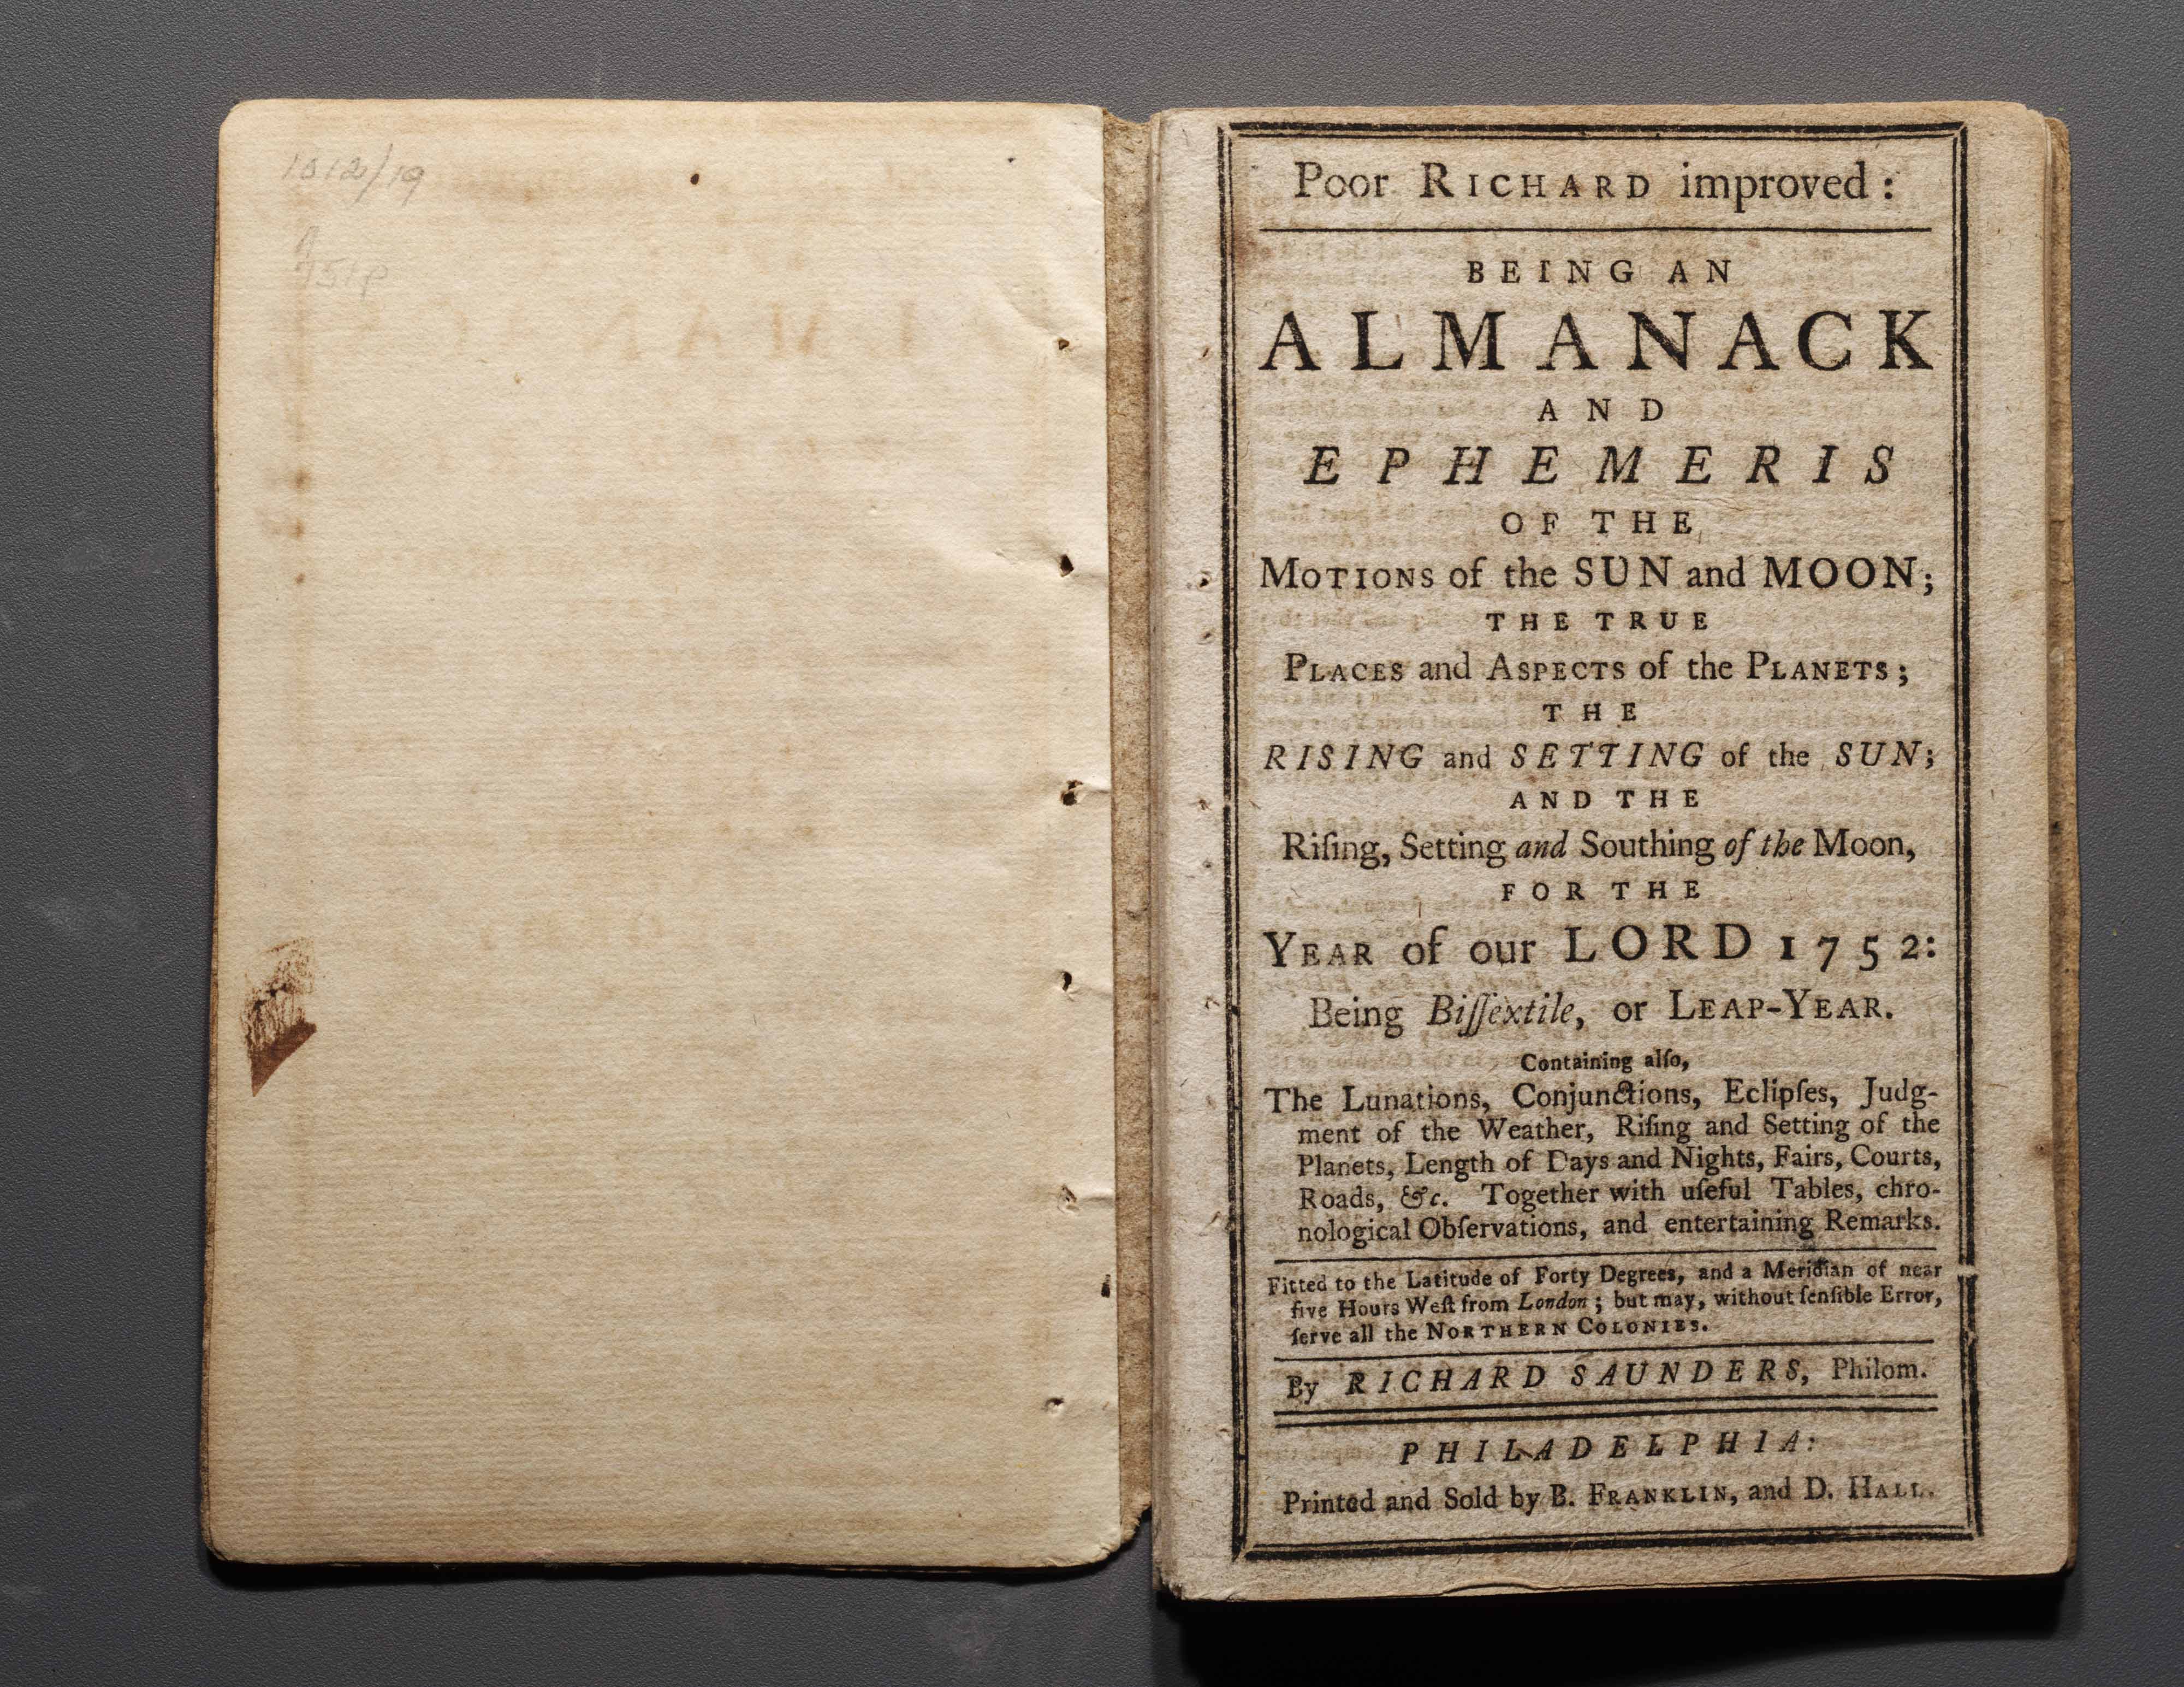 Poor RICHARD improved:
BEING AN
ALMANACK
AND
EPHEMERIS
OF THE
MOTIONS of the SUN and MOON;
THE TRUE
PLACES and ASPECTS of the PLANETS;
THE
RISING and SETTING of the SUN;
AND THE
Riſing, Setting and Southing of the Moon,
FOR THE
YEAR of our LORD 1752:
Being Biſſextile, or LEAP-YEAR.
Containing alſo,
The Lunations, Conjunctions, Eclipſes, Judg-
ment of the Weather, Riſing and Setting of the
Planets, Length of Days and Nights, Fairs, Courts,
Roads, &c. Together with uſeful Tables, chro-
nological Obſervations, and entertaining Remarks.
Fitted to the Latitude of Forty Degrees, and a Meridian of near
five Hours Weſt from London; but may, without ſenſible Error,
ſerve all the NORTHERN COLONIES.
By RICHARD SAUNDERS, Philom.
PHILADELPHIA:
Printed and Sold by B. FRANKLIN, and D. HALL.